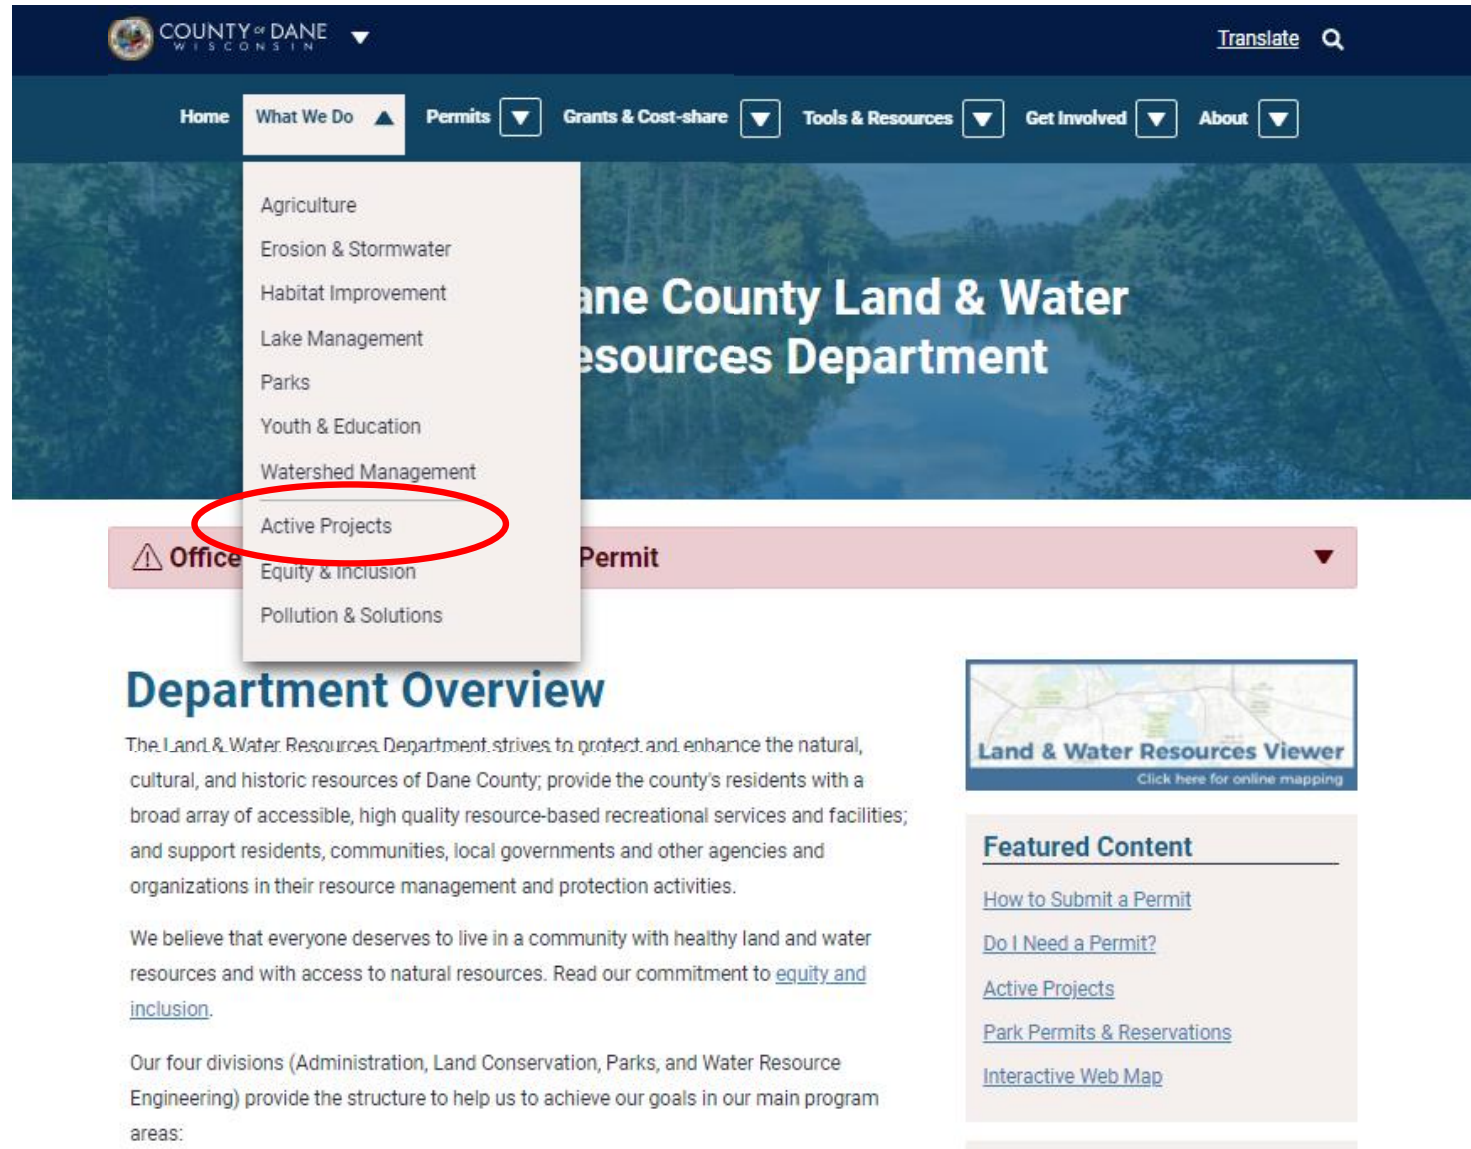 COUNTY OF DANE
WISCONSIN
Translate
Home What We Do Permits Grants & Cost-share Tools & Resources Get Involved About
Agriculture
Erosion & Stormwater
Habitat Improvement
Lake Management
Parks
Youth & Education
Watershed Management
Active Projects
Equity & Inclusion
Pollution & Solutions
ane County Land & Water
esources Department
Office
Permit
Department Overview
The Land & Water Resources Department strives to protect and enhance the natural,
cultural, and historic resources of Dane County; provide the county's residents with a
broad array of accessible, high quality resource-based recreational services and facilities;
and support residents, communities, local governments and other agencies and
organizations in their resource management and protection activities.
We believe that everyone deserves to live in a community with healthy land and water
resources and with access to natural resources. Read our commitment to equity and
inclusion.
Our four divisions (Administration, Land Conservation, Parks, and Water Resource
Engineering) provide the structure to help us to achieve our goals in our main program
areas:
Land & Water Resources Viewer
Click here for online mapping
Featured Content
How to Submit a Permit
Do I Need a Permit?
Active Projects
Park Permits & Reservations
Interactive Web Map